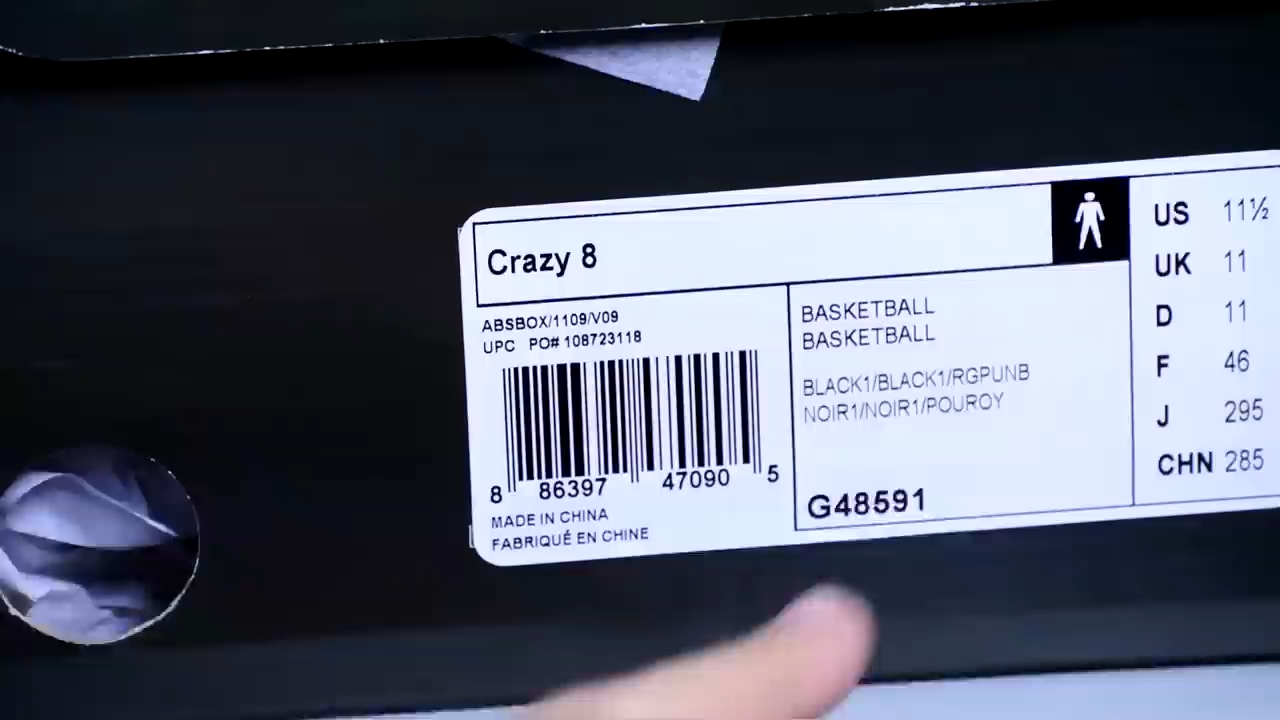 Crazy 8
ABSBOX/1109/V09
UPC PO# 108723118
8 86397 47090 5
MADE IN CHINA
FABRIQUÉ EN CHINE
BASKETBALL
BASKETBALL
BLACK1/BLACK1/RGPUNB
NOIR1/NOIR1/POUROY
G48591
US 11½
UK 11
D 11
F 46
J 295
CHN 285